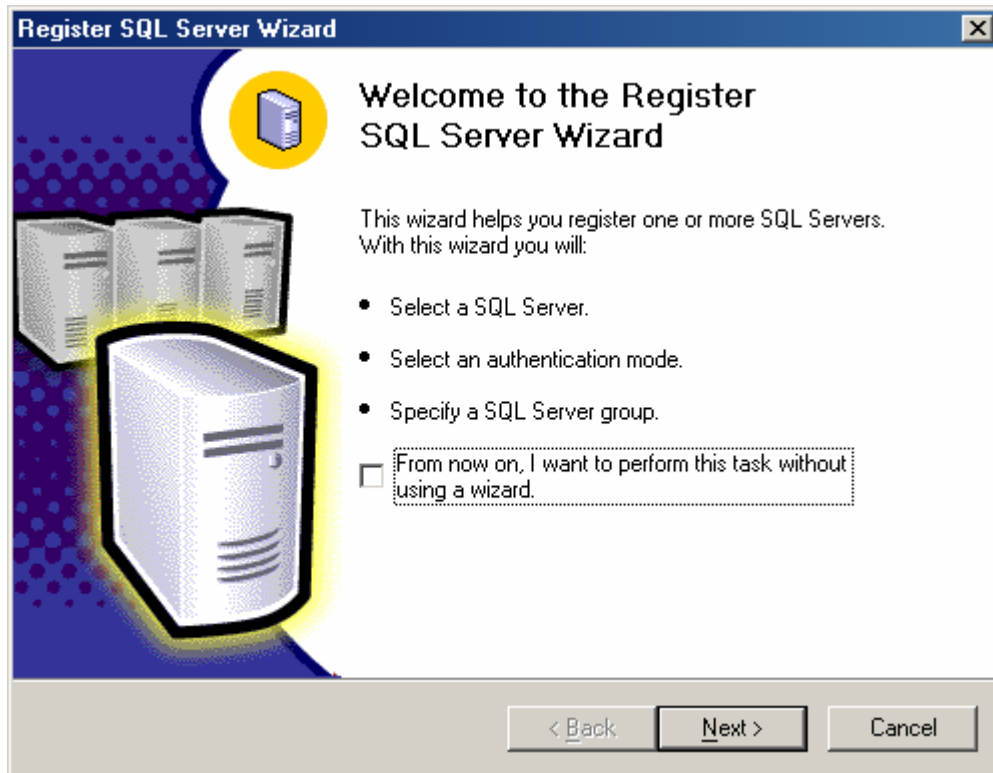 Register SQL Server Wizard
Welcome to the Register
SQL Server Wizard
This wizard helps you register one or more SQL Servers.
With this wizard you will:
• Select a SQL Server.
• Select an authentication mode.
• Specify a SQL Server group.
From now on, I want to perform this task without
using a wizard.
< Back
Next >
Cancel